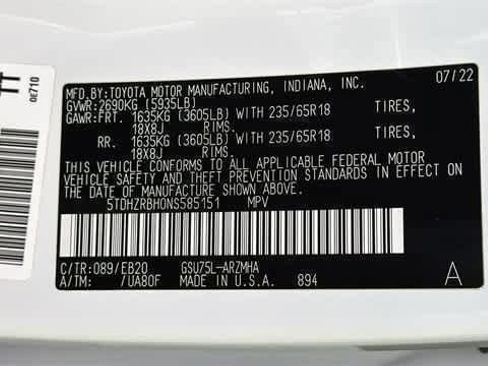 TT
0E710
MFD.BY:TOYOTA MOTOR MANUFACTURING, INDIANA, INC. 07/22
GVWR:2690KG (5935LB)
GAWR:FRT. 1635KG (3605LB) WITH 235/65R18 TIRES,
18X8J RIMS.
RR. 1635KG (3605LB) WITH 235/65R18 TIRES,
18X8J RIMS.
THIS VEHICLE CONFORMS TO ALL APPLICABLE FEDERAL MOTOR
VEHICLE SAFETY AND THEFT PREVENTION STANDARDS IN EFFECT
ON THE DATE OF MANUFACTURE SHOWN ABOVE.
5TDHZRBH0NS585151 MPV
C/TR:089/EB20 GSU75L-ARZMHA
A/TM: /UA80F MADE IN U.S.A. 894 A